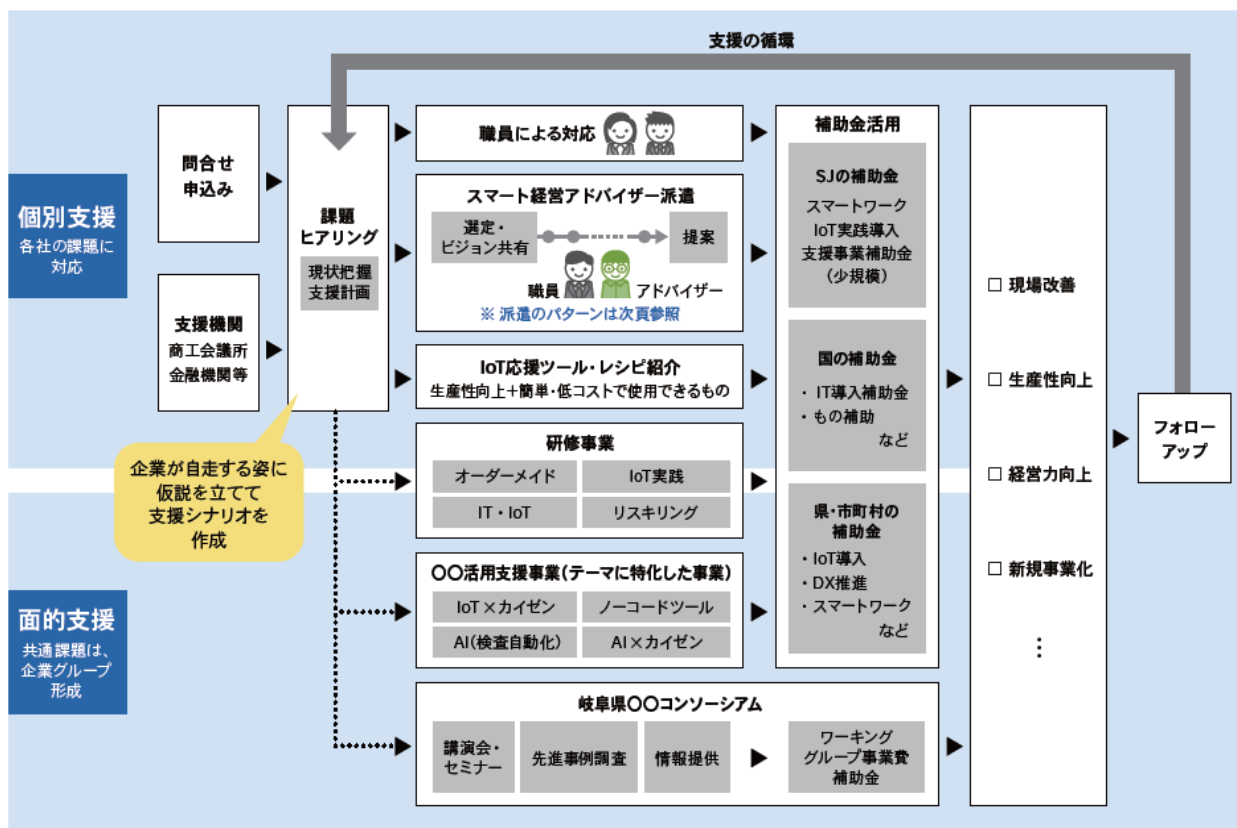 支援の循環
個別支援
各社の課題に
対応
問合せ
申込み
支援機関
商工会議所
金融機関等
課題
ヒアリング
現状把握
支援計画
企業が自走する姿に
仮説を立てて
支援シナリオを
作成
職員による対応
スマート経営アドバイザー派遣
選定・
ビジョン共有
提案
職員
アドバイザー
※ 派遣のパターンは次頁参照
IoT応援ツール・レシピ紹介
生産性向上＋簡単・低コストで使用できるもの
研修事業
オーダーメイド
IoT実践
IT・IoT
リスキリング
面的支援
共通課題は、
企業グループ
形成
〇〇活用支援事業(テーマに特化した事業)
IoT×カイゼン
ノーコードツール
AI(検査自動化)
AI×カイゼン
岐阜県〇〇コンソーシアム
講演会・
セミナー
先進事例調査
情報提供
ワーキング
グループ事業費
補助金
補助金活用
SJの補助金
スマートワーク
IoT実践導入
支援事業補助金
(少規模)
国の補助金
・ IT導入補助金
・ もの補助
など
県・市町村の
補助金
・ IoT導入
・ DX推進
・ スマートワーク
など
□ 現場改善
□ 生産性向上
□ 経営力向上
□ 新規事業化
⋮
フォロー
アップ